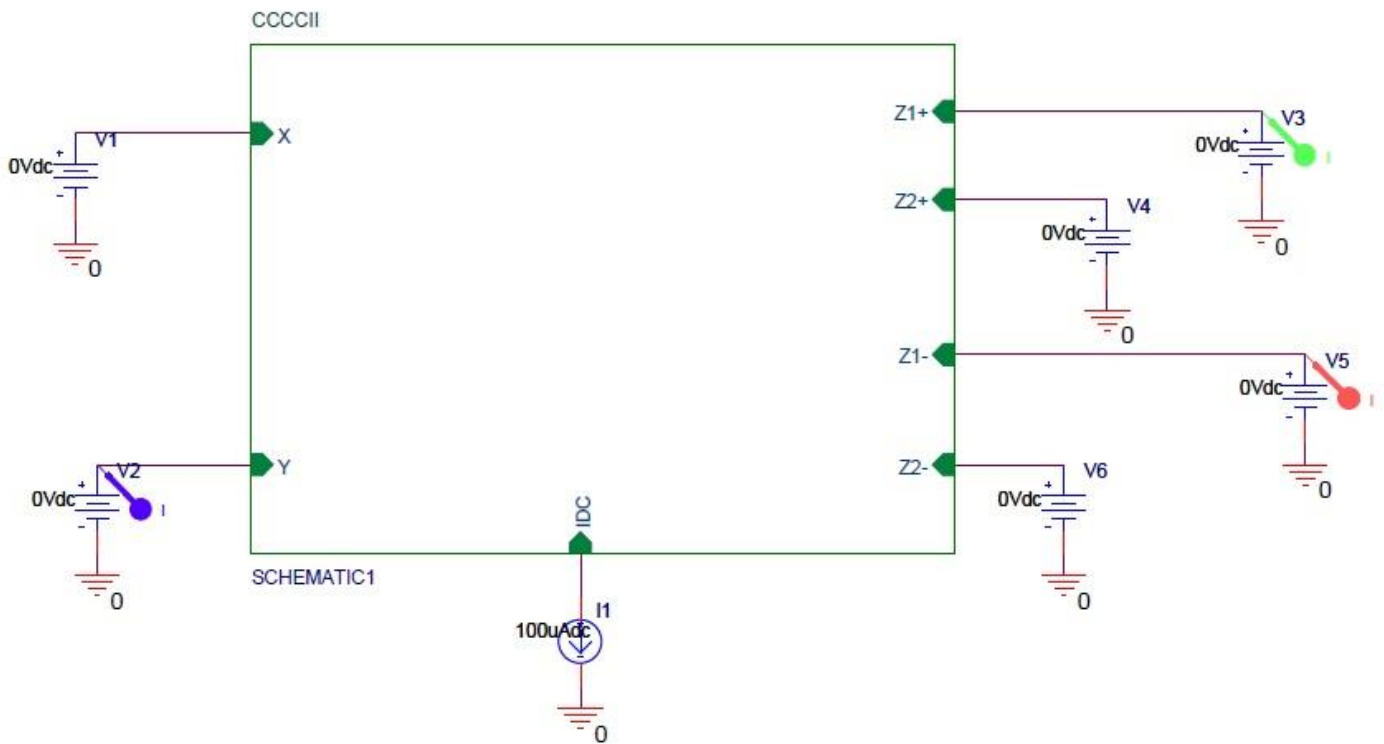 CCCCII
X
V1
0Vdc
+
-
0
Z1+
V3
0Vdc
+
-
I
0
Z2+
V4
0Vdc
+
-
0
Z1-
V5
0Vdc
+
-
I
0
Y
V2
0Vdc
+
-
I
0
Z2-
V6
0Vdc
+
-
0
IDC
SCHEMATIC1
I1
100uAdc
0